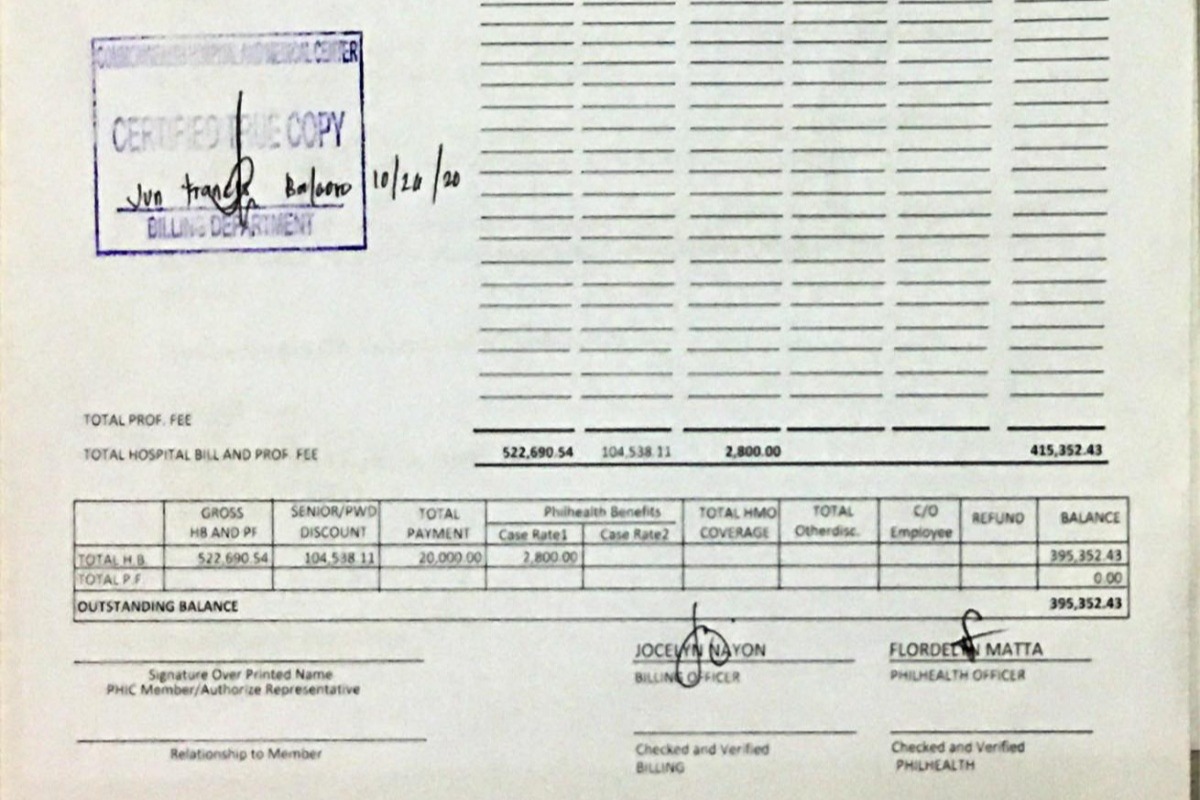 COMMONWEALTH HOSPITAL AND MEDICAL CENTER
CERTIFIED TRUE COPY
Jun 10/20/20
BILLING DEPARTMENT
TOTAL PROF. FEE
TOTAL HOSPITAL BILL AND PROF. FEE 522,690.54 104,538.11 2,800.00 415,352.43
GROSS HB AND PF SENIOR/PWD DISCOUNT TOTAL PAYMENT Philhealth Benefits Case Rate1 Case Rate2 TOTAL HMO COVERAGE TOTAL Otherdisc. C/O Employee REFUND BALANCE
TOTAL H.B. 522,690.54 104,538.11 20,000.00 2,800.00 395,352.43
TOTAL P.F. 0.00
OUTSTANDING BALANCE 395,352.43
JOCELYN NAYON FLORDELYN MATTA
Signature Over Printed Name BILLING OFFICER PHILHEALTH OFFICER
PHIC Member/Authorize Representative
Relationship to Member Checked and Verified Checked and Verified
BILLING PHILHEALTH